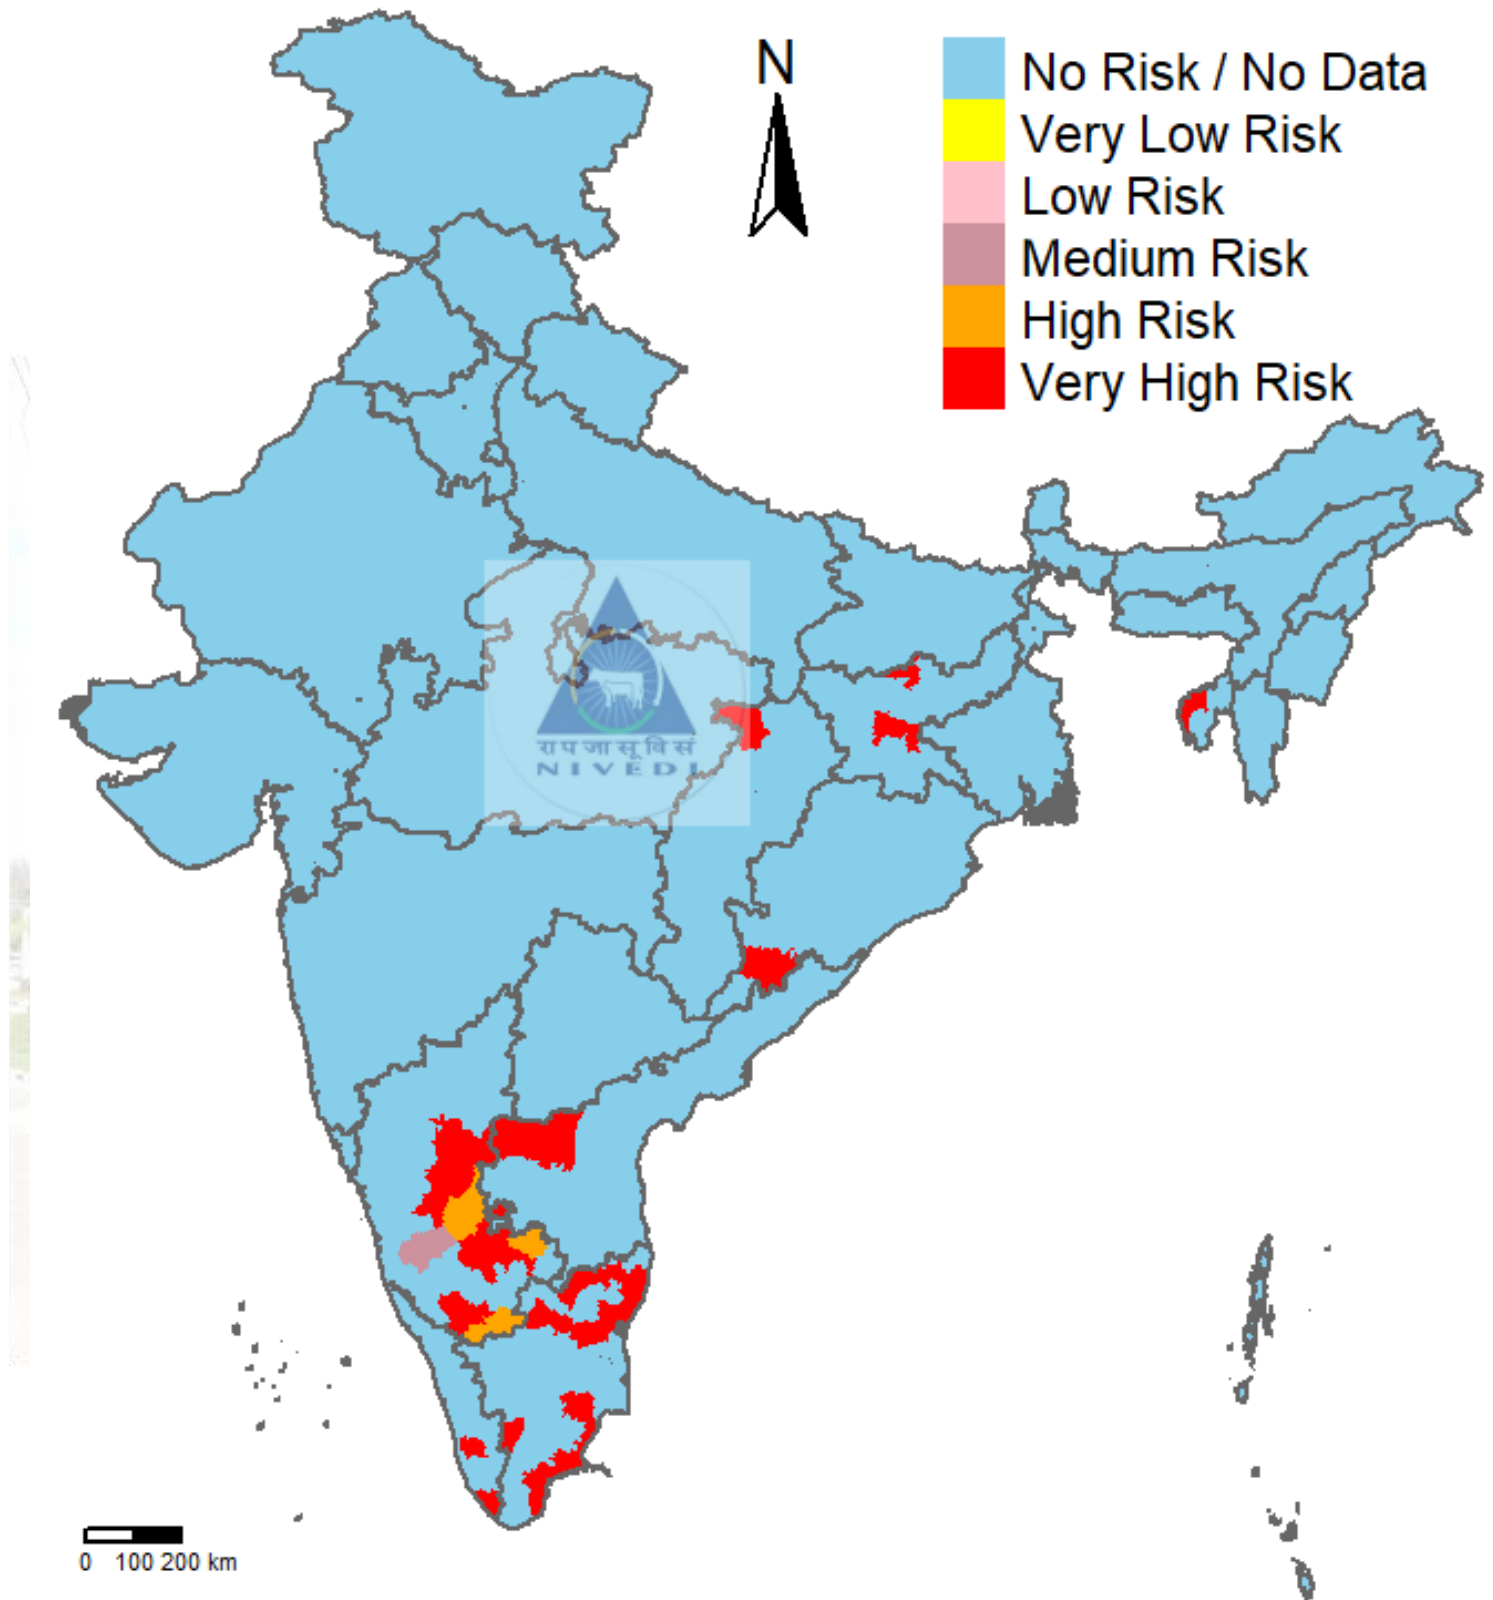 N
No Risk / No Data
Very Low Risk
Low Risk
Medium Risk
High Risk
Very High Risk
रा प जा सू वि सं
NIVEDI
0 100 200 km